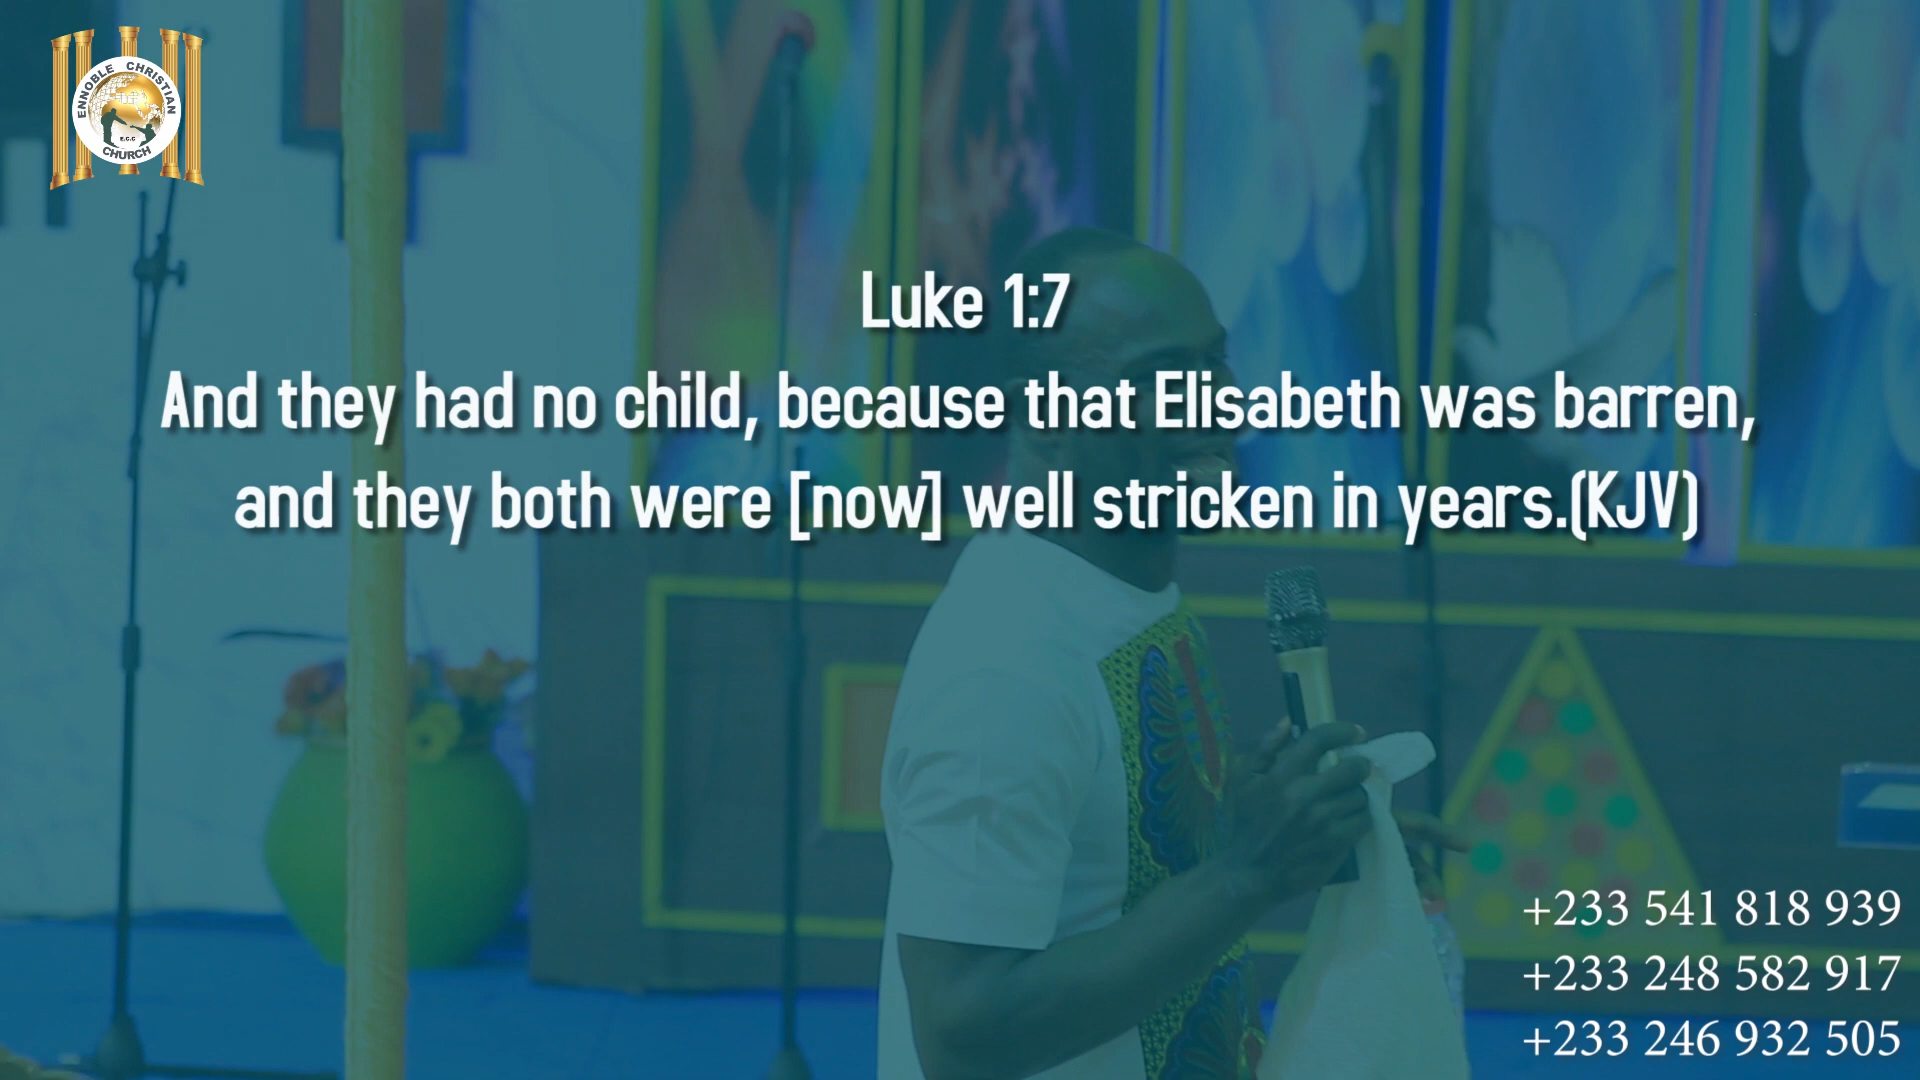 ENNOBLE CHRISTIAN
E.C.C
CHURCH
Luke 1:7
And they had no child, because that Elisabeth was barren,
and they both were [now] well stricken in years.(KJV)
+233 541 818 939
+233 248 582 917
+233 246 932 505